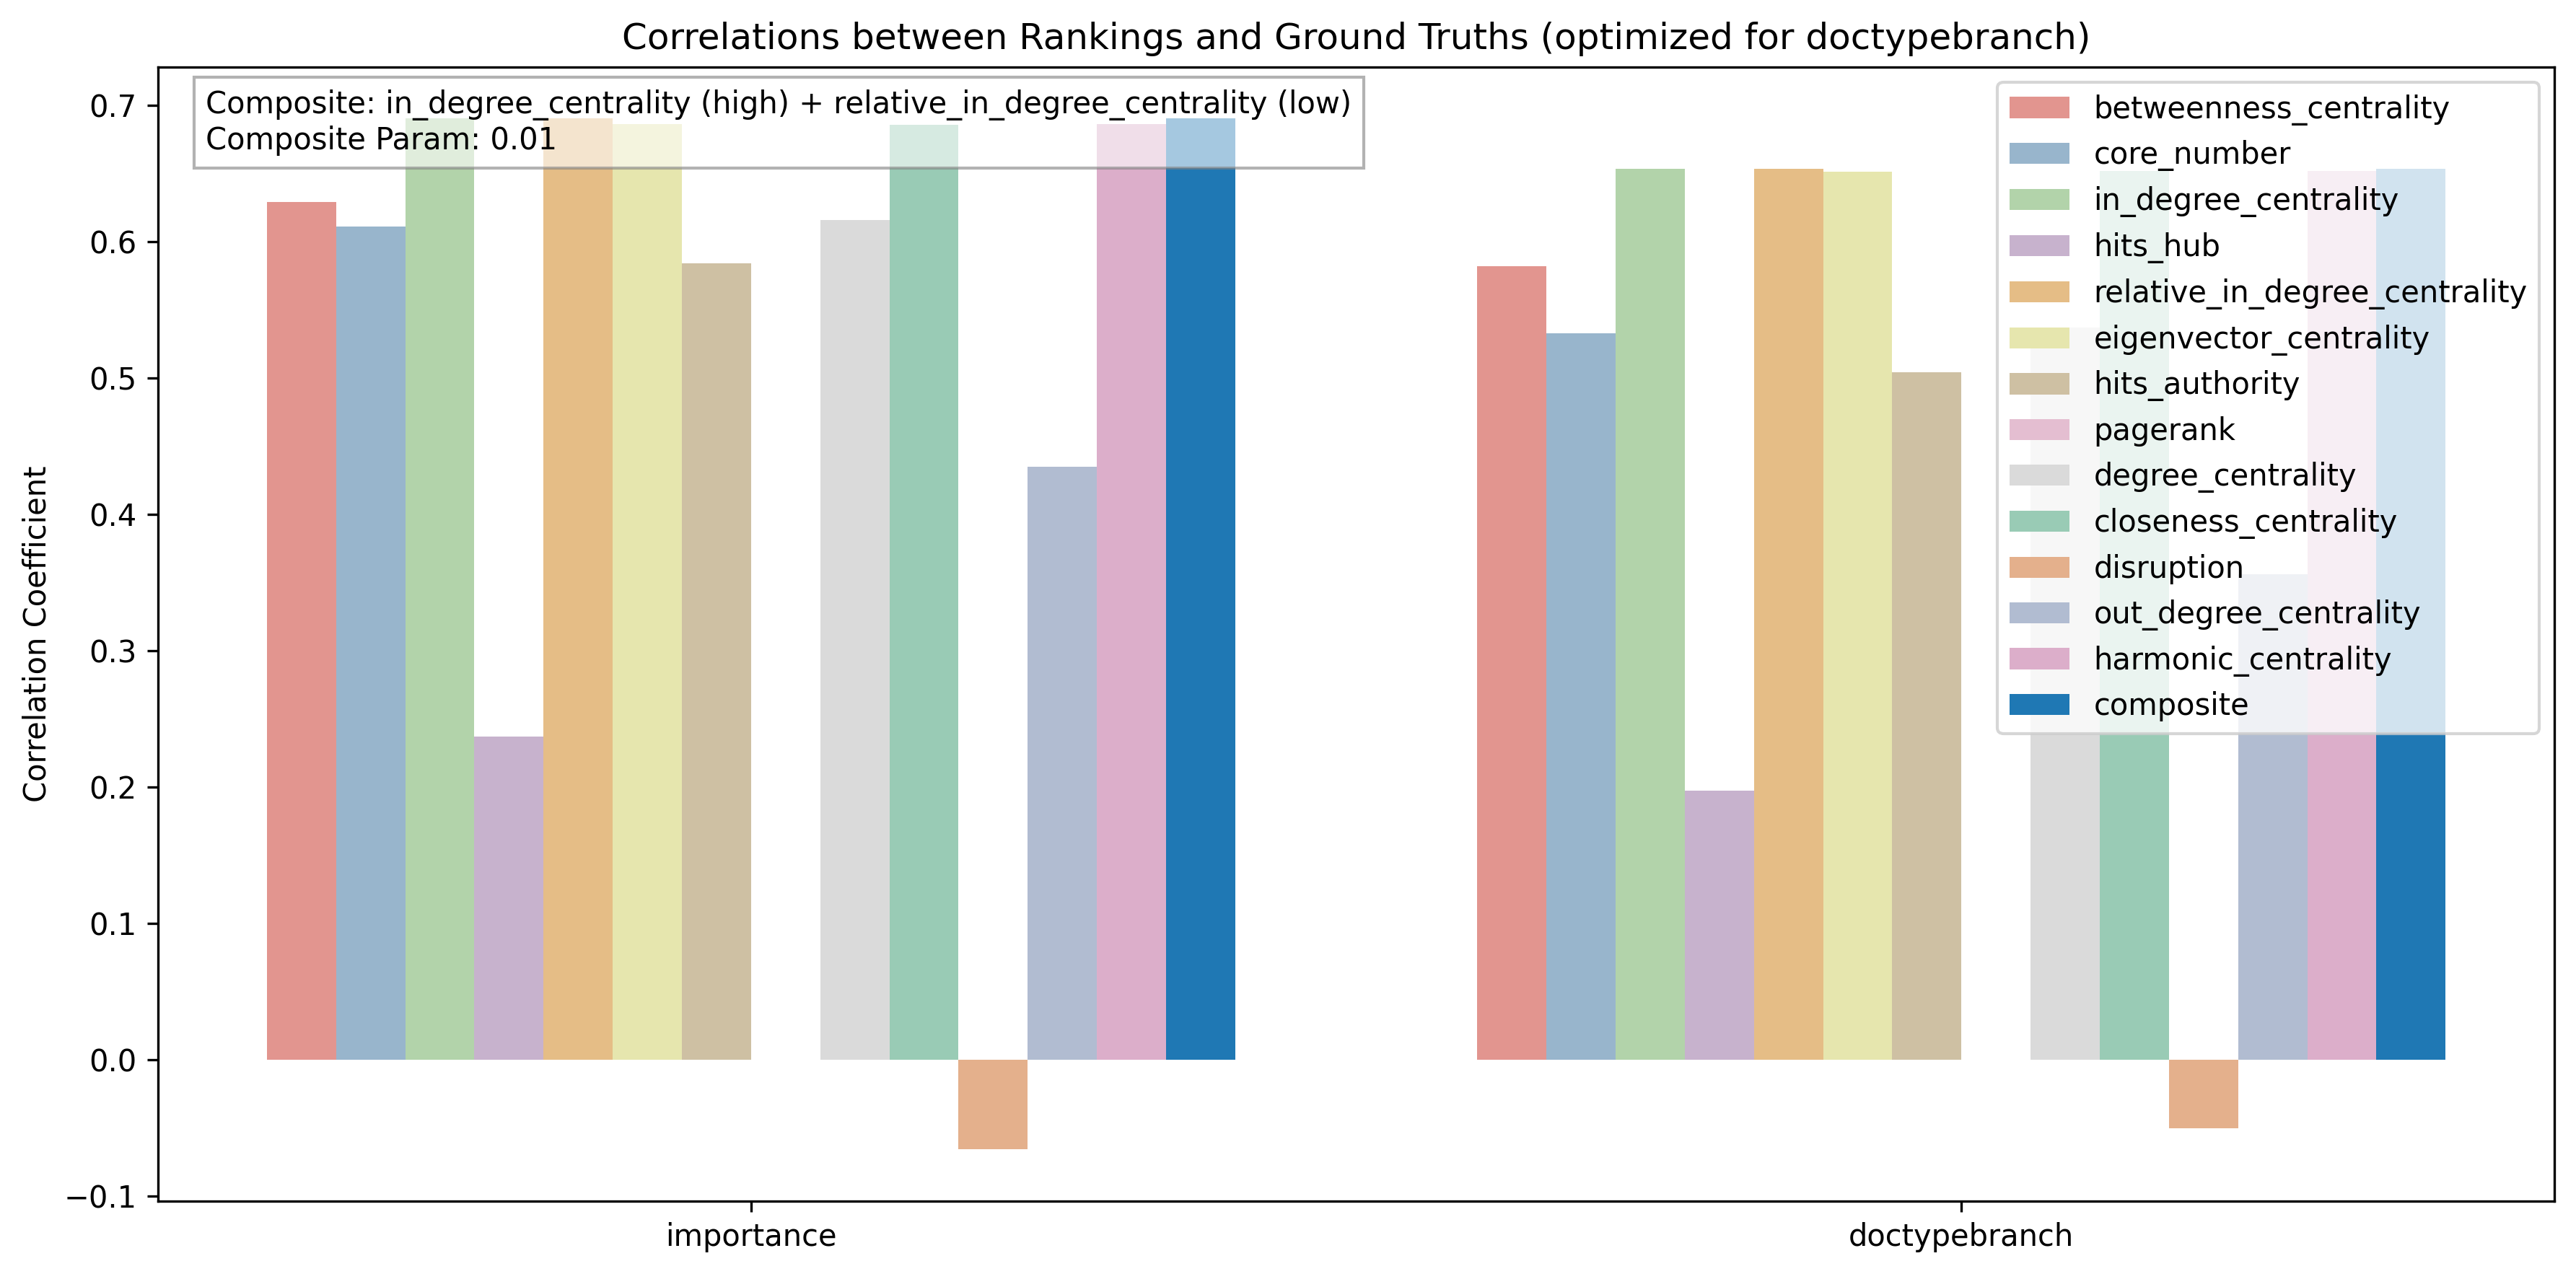 Correlations between Rankings and Ground Truths (optimized for doctypebranch)
Composite: in_degree_centrality (high) + relative_in_degree_centrality (low)
Composite Param: 0.01
betweenness_centrality
core_number
in_degree_centrality
hits_hub
relative_in_degree_centrality
eigenvector_centrality
hits_authority
pagerank
degree_centrality
closeness_centrality
disruption
out_degree_centrality
harmonic_centrality
composite
Correlation Coefficient
0.7
0.6
0.5
0.4
0.3
0.2
0.1
0.0
−0.1
importance
doctypebranch